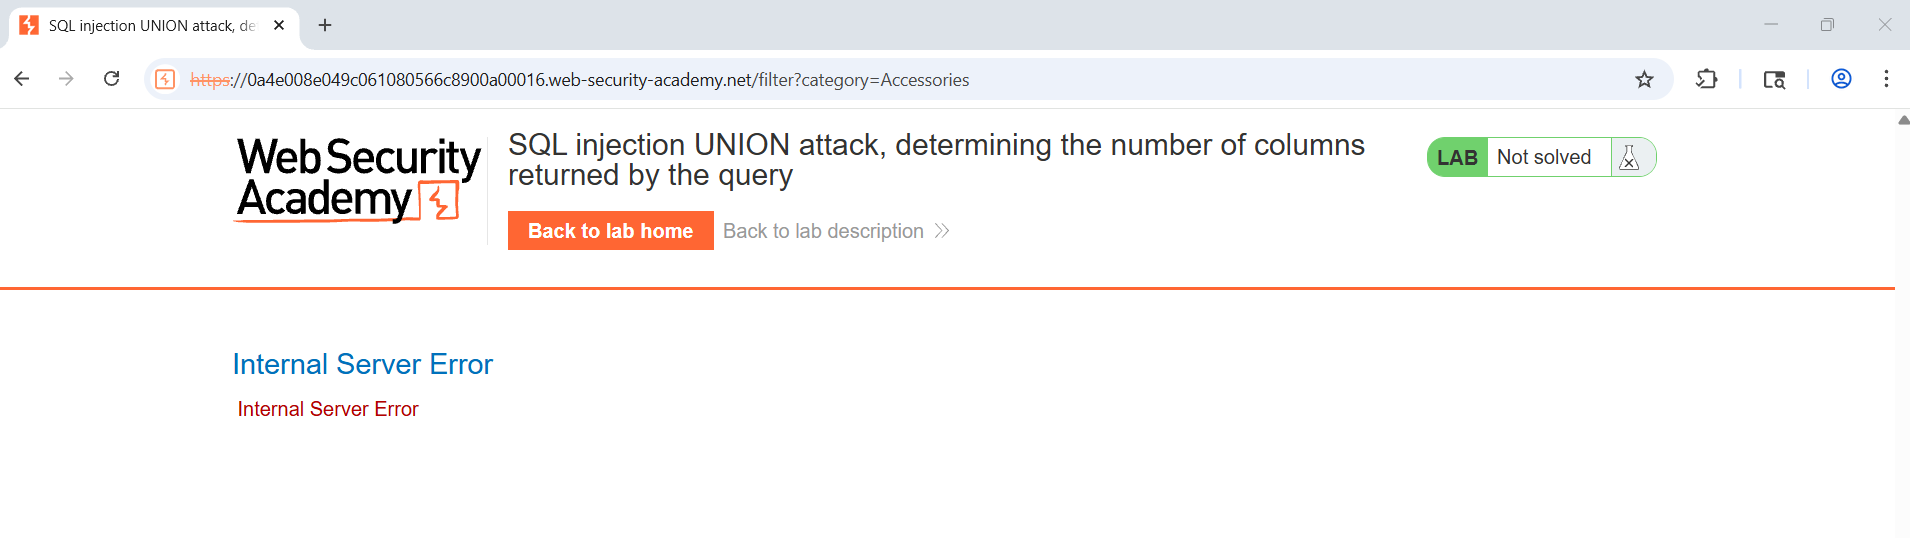 SQL injection UNION attack, de
https://0a4e008e049c061080566c8900a00016.web-security-academy.net/filter?category=Accessories
Web Security
Academy
SQL injection UNION attack, determining the number of columns
returned by the query
LAB Not solved
Back to lab home Back to lab description
Internal Server Error
Internal Server Error